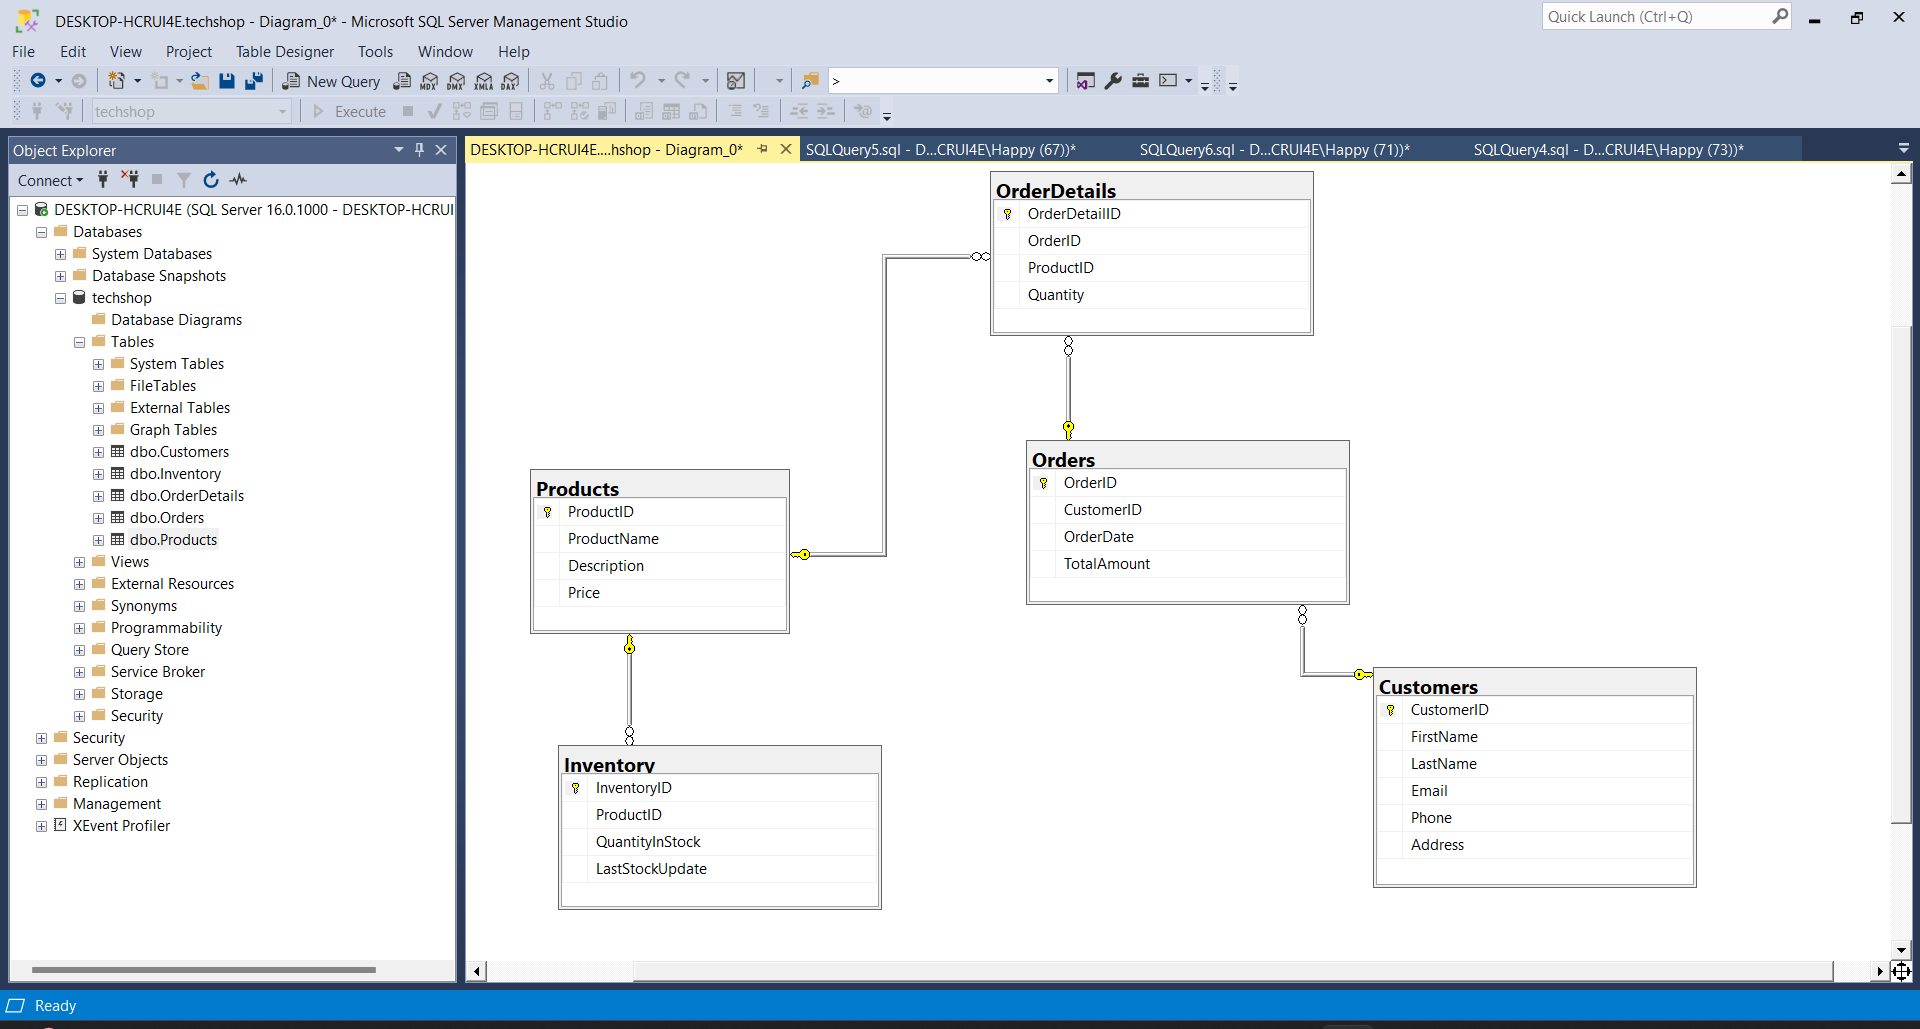 DESKTOP-HCRUI4E.techshop - Diagram_0* - Microsoft SQL Server Management Studio
Quick Launch (Ctrl+Q)
File Edit View Project Table Designer Tools Window Help
New Query MDX DMX XMLA DAX >
techshop Execute
Object Explorer
Connect
DESKTOP-HCRUI4E (SQL Server 16.0.1000 - DESKTOP-HCRUI
Databases
System Databases
Database Snapshots
techshop
Database Diagrams
Tables
System Tables
FileTables
External Tables
Graph Tables
dbo.Customers
dbo.Inventory
dbo.OrderDetails
dbo.Orders
dbo.Products
Views
External Resources
Synonyms
Programmability
Query Store
Service Broker
Storage
Security
Security
Server Objects
Replication
Management
XEvent Profiler
DESKTOP-HCRUI4E....hshop - Diagram_0* SQLQuery5.sql - D...CRUI4E\Happy (67))* SQLQuery6.sql - D...CRUI4E\Happy (71))* SQLQuery4.sql - D...CRUI4E\Happy (73))*
OrderDetails
OrderDetailID
OrderID
ProductID
Quantity
Orders
OrderID
CustomerID
OrderDate
TotalAmount
Products
ProductID
ProductName
Description
Price
Customers
CustomerID
FirstName
LastName
Email
Phone
Address
Inventory
InventoryID
ProductID
QuantityInStock
LastStockUpdate
Ready